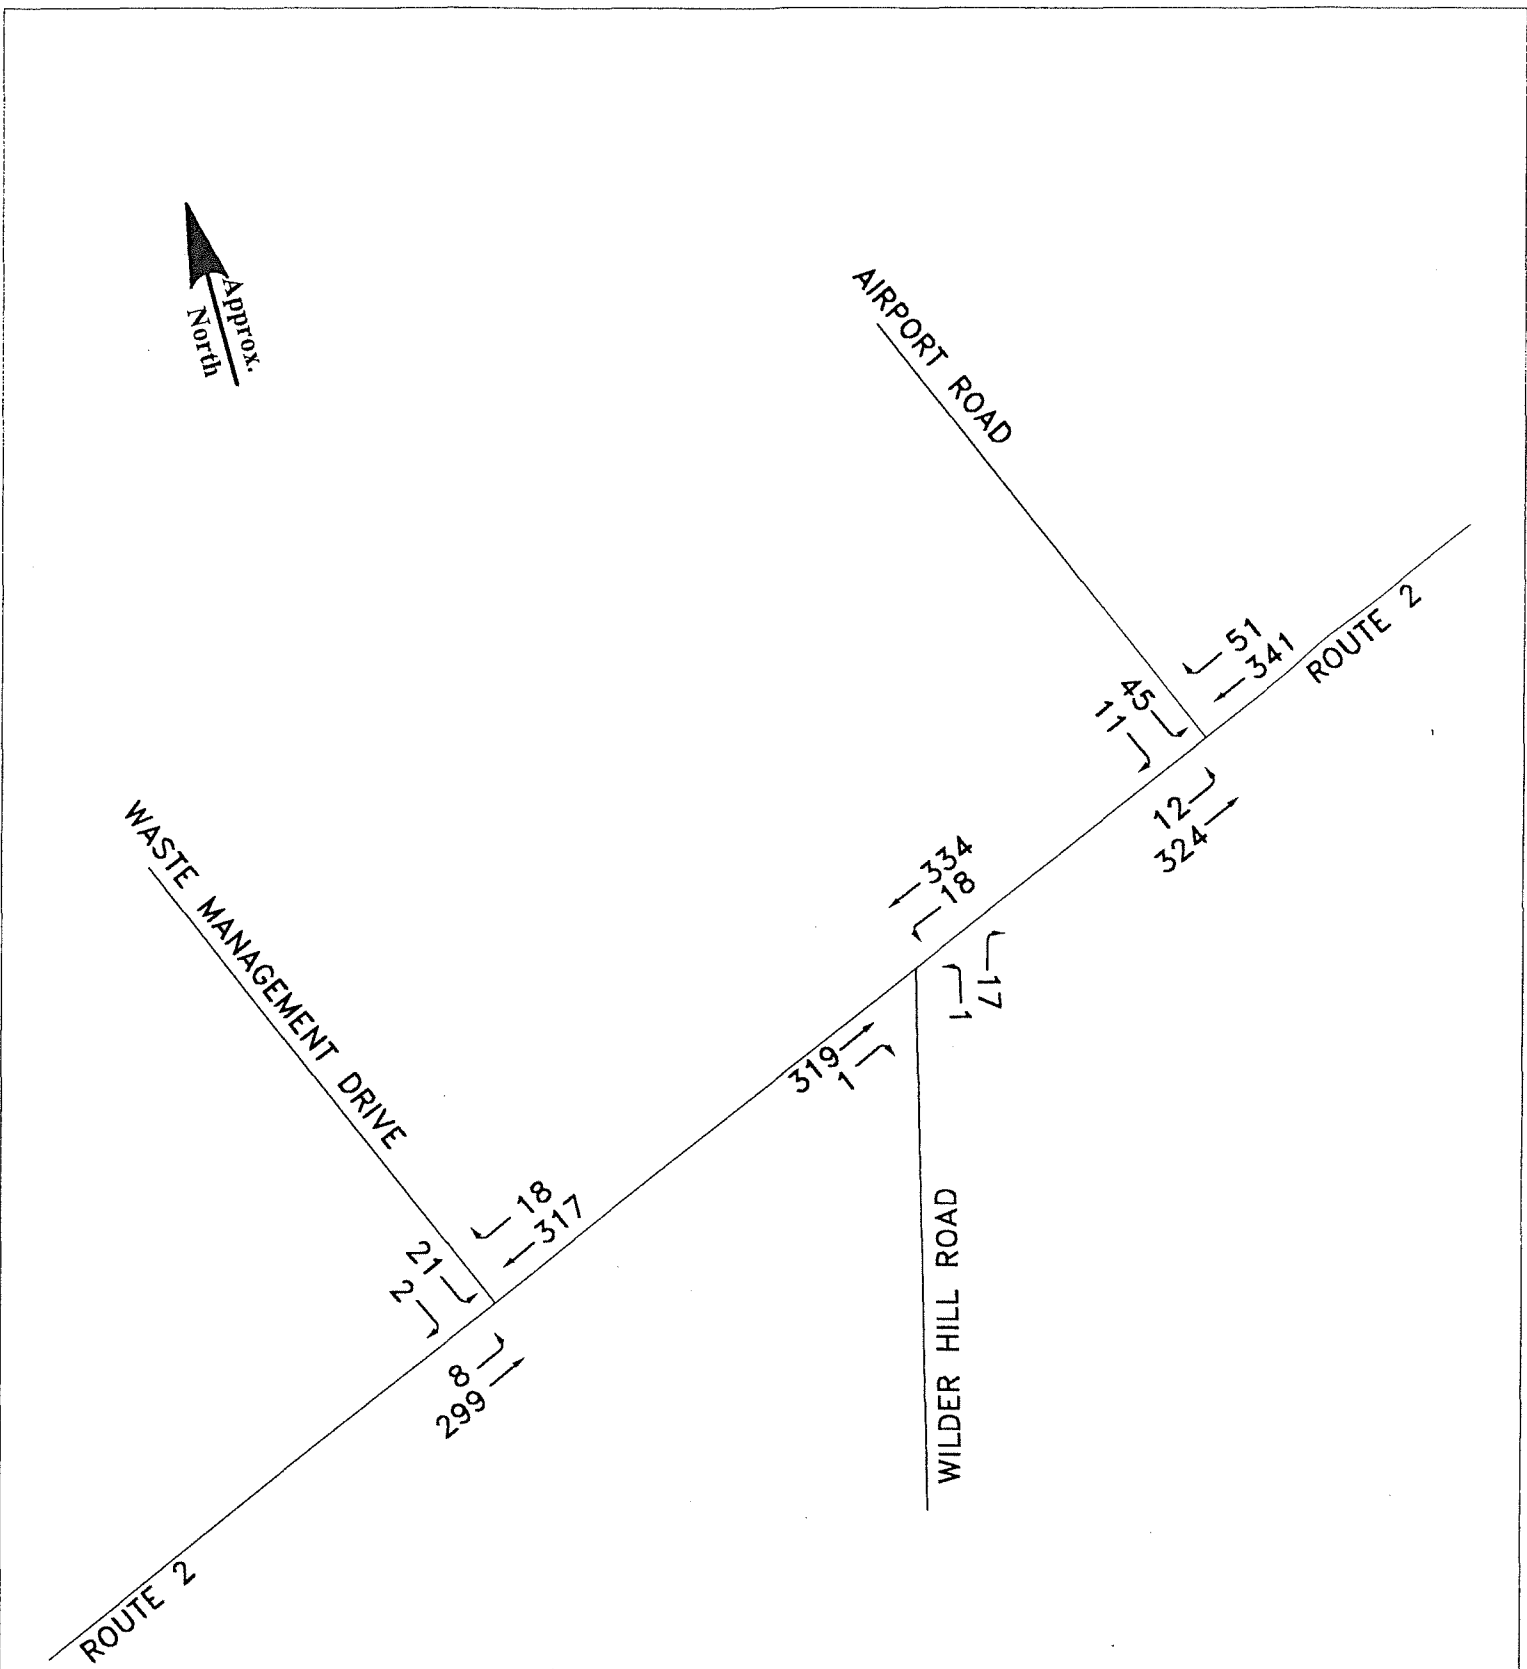 Approx.
North
AIRPORT ROAD
51
341
ROUTE 2
45
11
12
324
334
18
17
1
319
1
WASTE MANAGEMENT DRIVE
18
317
21
2
8
299
WILDER HILL ROAD
ROUTE 2